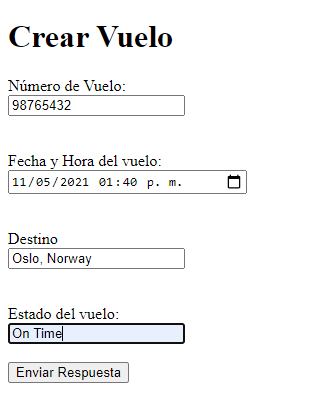 Crear Vuelo
Número de Vuelo:
98765432
Fecha y Hora del vuelo:
11/05/2021 01:40 p. m.
Destino
Oslo, Norway
Estado del vuelo:
On Time
Enviar Respuesta